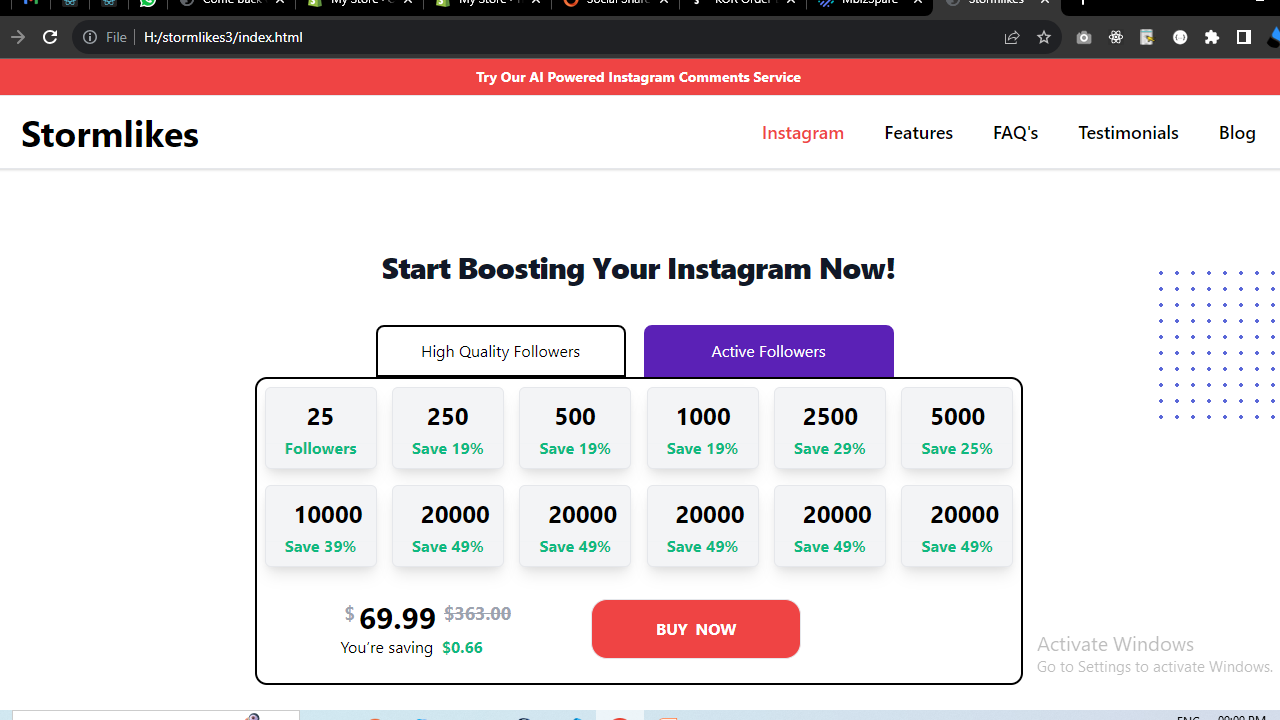 Come Back
My Store
My Store
Social Share
Stormlikes
File
H:/stormlikes3/index.html
Try Our AI Powered Instagram Comments Service
Stormlikes
Instagram Features FAQ's Testimonials Blog
Start Boosting Your Instagram Now!
High Quality Followers Active Followers
25 250 500 1000 2500 5000
Followers Save 19% Save 19% Save 19% Save 29% Save 25%
10000 20000 20000 20000 20000 20000
Save 39% Save 49% Save 49% Save 49% Save 49% Save 49%
$ 69.99 $363.00
BUY NOW
You're saving $0.66
Activate Windows
Go to Settings to activate Windows.